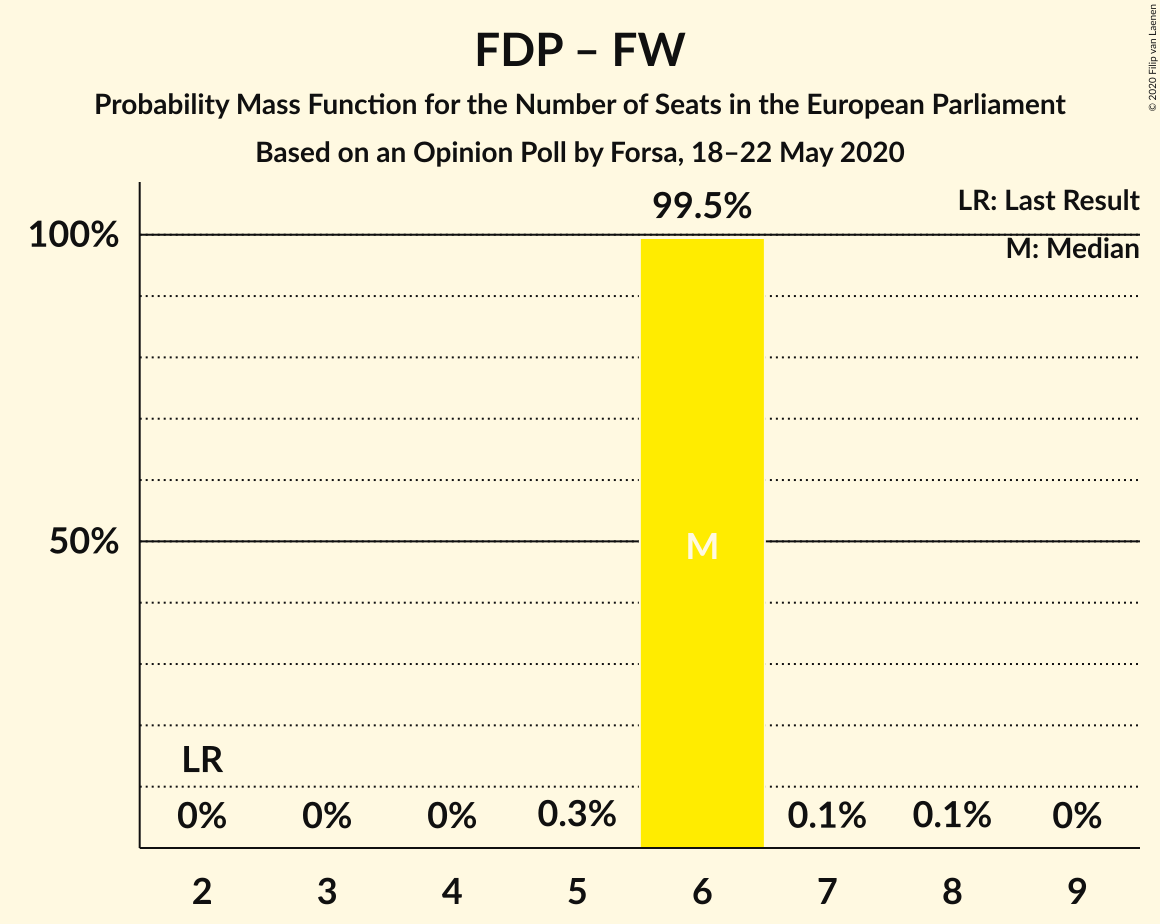 FDP – FW
Probability Mass Function for the Number of Seats in the European Parliament
Based on an Opinion Poll by Forsa, 18–22 May 2020
© 2020 Filip van Laenen
LR: Last Result
M: Median
99.5%
100%
50%
M
LR
0% 0% 0% 0.3% 0.1% 0.1% 0%
2 3 4 5 6 7 8 9